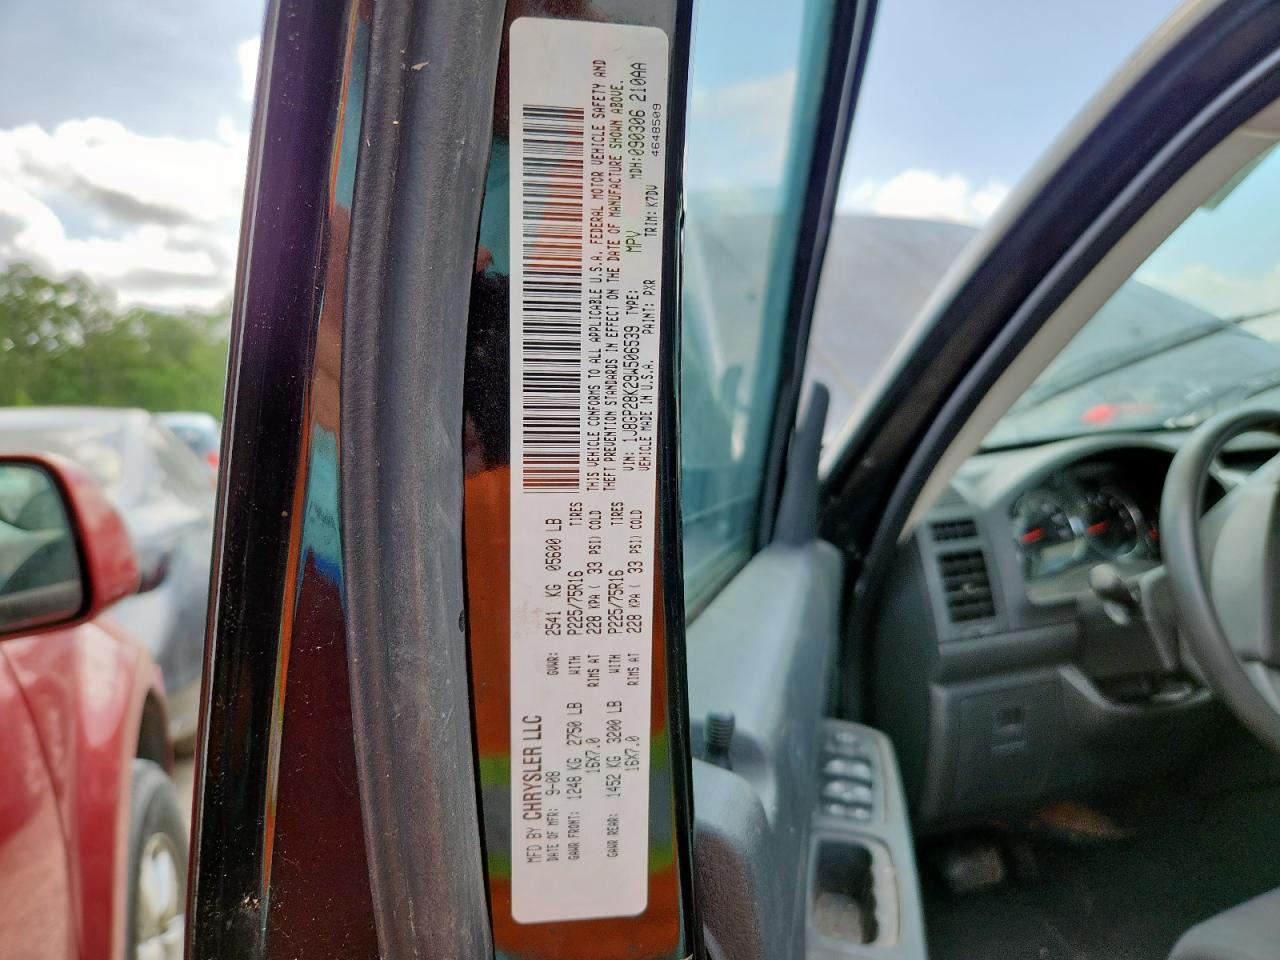 MFD BY CHRYSLER LLC
DATE OF MFR: 9-08 GVWR: 2541 KG 05600 LB
GAWR FRONT: 1248 KG 2750 LB WITH P225/75R16 TIRES
16X7.0 RIMS AT 228 KPA ( 33 PSI) COLD
GAWR REAR: 1452 KG 3200 LB WITH P225/75R16 TIRES
16X7.0 RIMS AT 228 KPA ( 33 PSI) COLD
THIS VEHICLE CONFORMS TO ALL APPLICABLE U.S.A. FEDERAL MOTOR VEHICLE SAFETY AND
THEFT PREVENTION STANDARDS IN EFFECT ON THE DATE OF MANUFACTURE SHOWN ABOVE.
VIN: 1J8GP28K29W506539 TYPE: MPV MDH:090306 210AA
VEHICLE MADE IN U.S.A. PAINT: PXR TRIM: K7DV 4648509